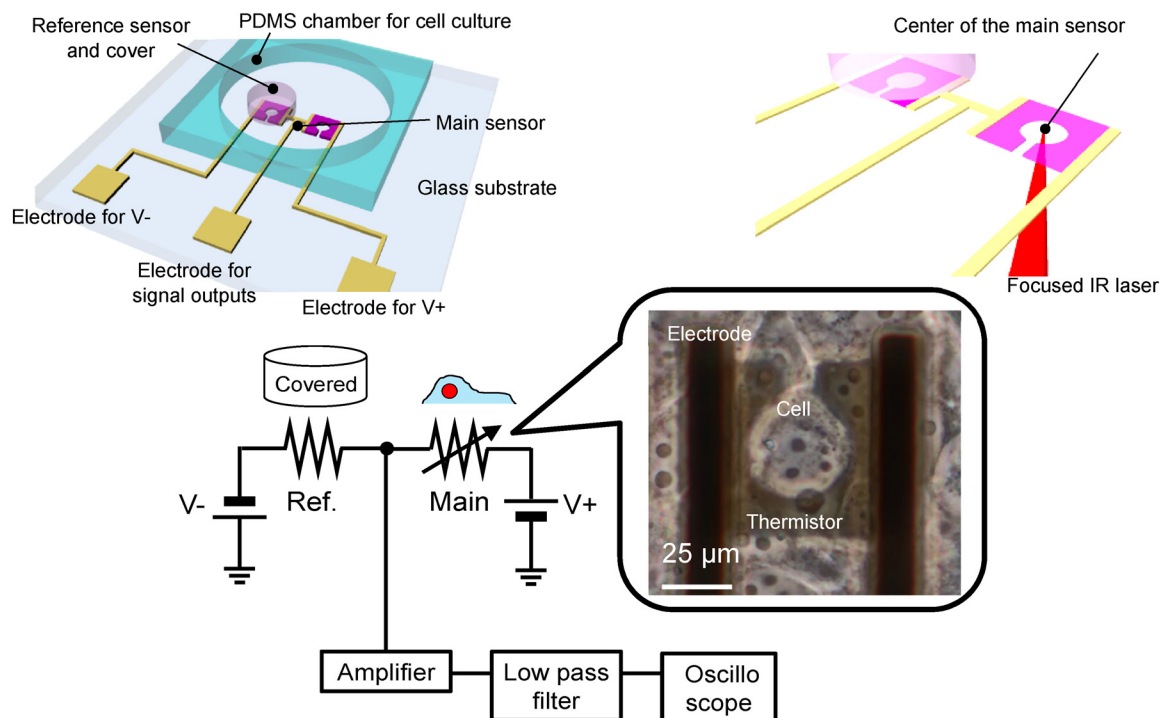 Reference sensor
and cover
PDMS chamber for cell culture
Main sensor
Glass substrate
Electrode for V-
Electrode for
signal outputs
Electrode for V+
Center of the main sensor
Focused IR laser
Covered
V-
Ref.
Main
V+
Electrode
Cell
Thermistor
25 μm
Amplifier
Low pass
filter
Oscillo
scope